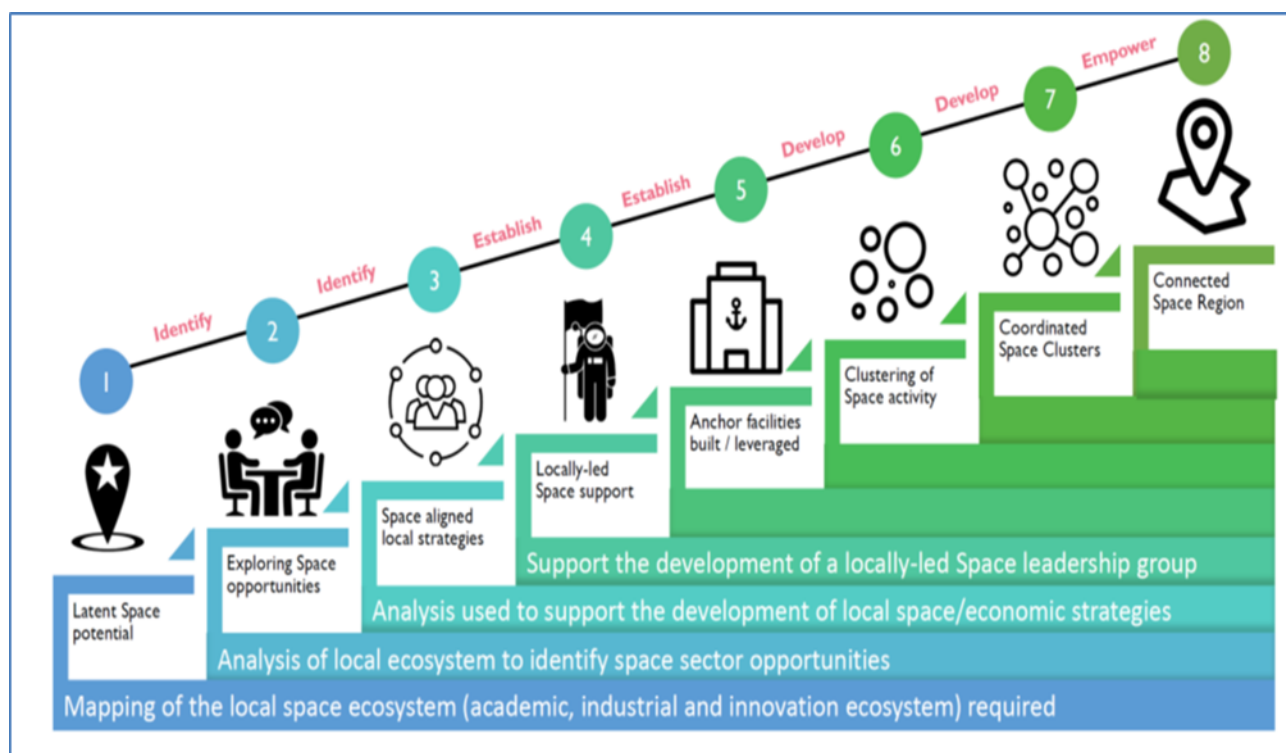 Empower
8
Develop
7
Develop
6
Establish
5
Establish
4
Identify
3
Identify
2
1
Connected
Space Region
Coordinated
Space Clusters
Clustering of
Space activity
Anchor facilities
built / leveraged
Locally-led
Space support
Space aligned
local strategies
Exploring Space
opportunities
Latent Space
potential
Support the development of a locally-led Space leadership group
Analysis used to support the development of local space/economic strategies
Analysis of local ecosystem to identify space sector opportunities
Mapping of the local space ecosystem (academic, industrial and innovation ecosystem) required